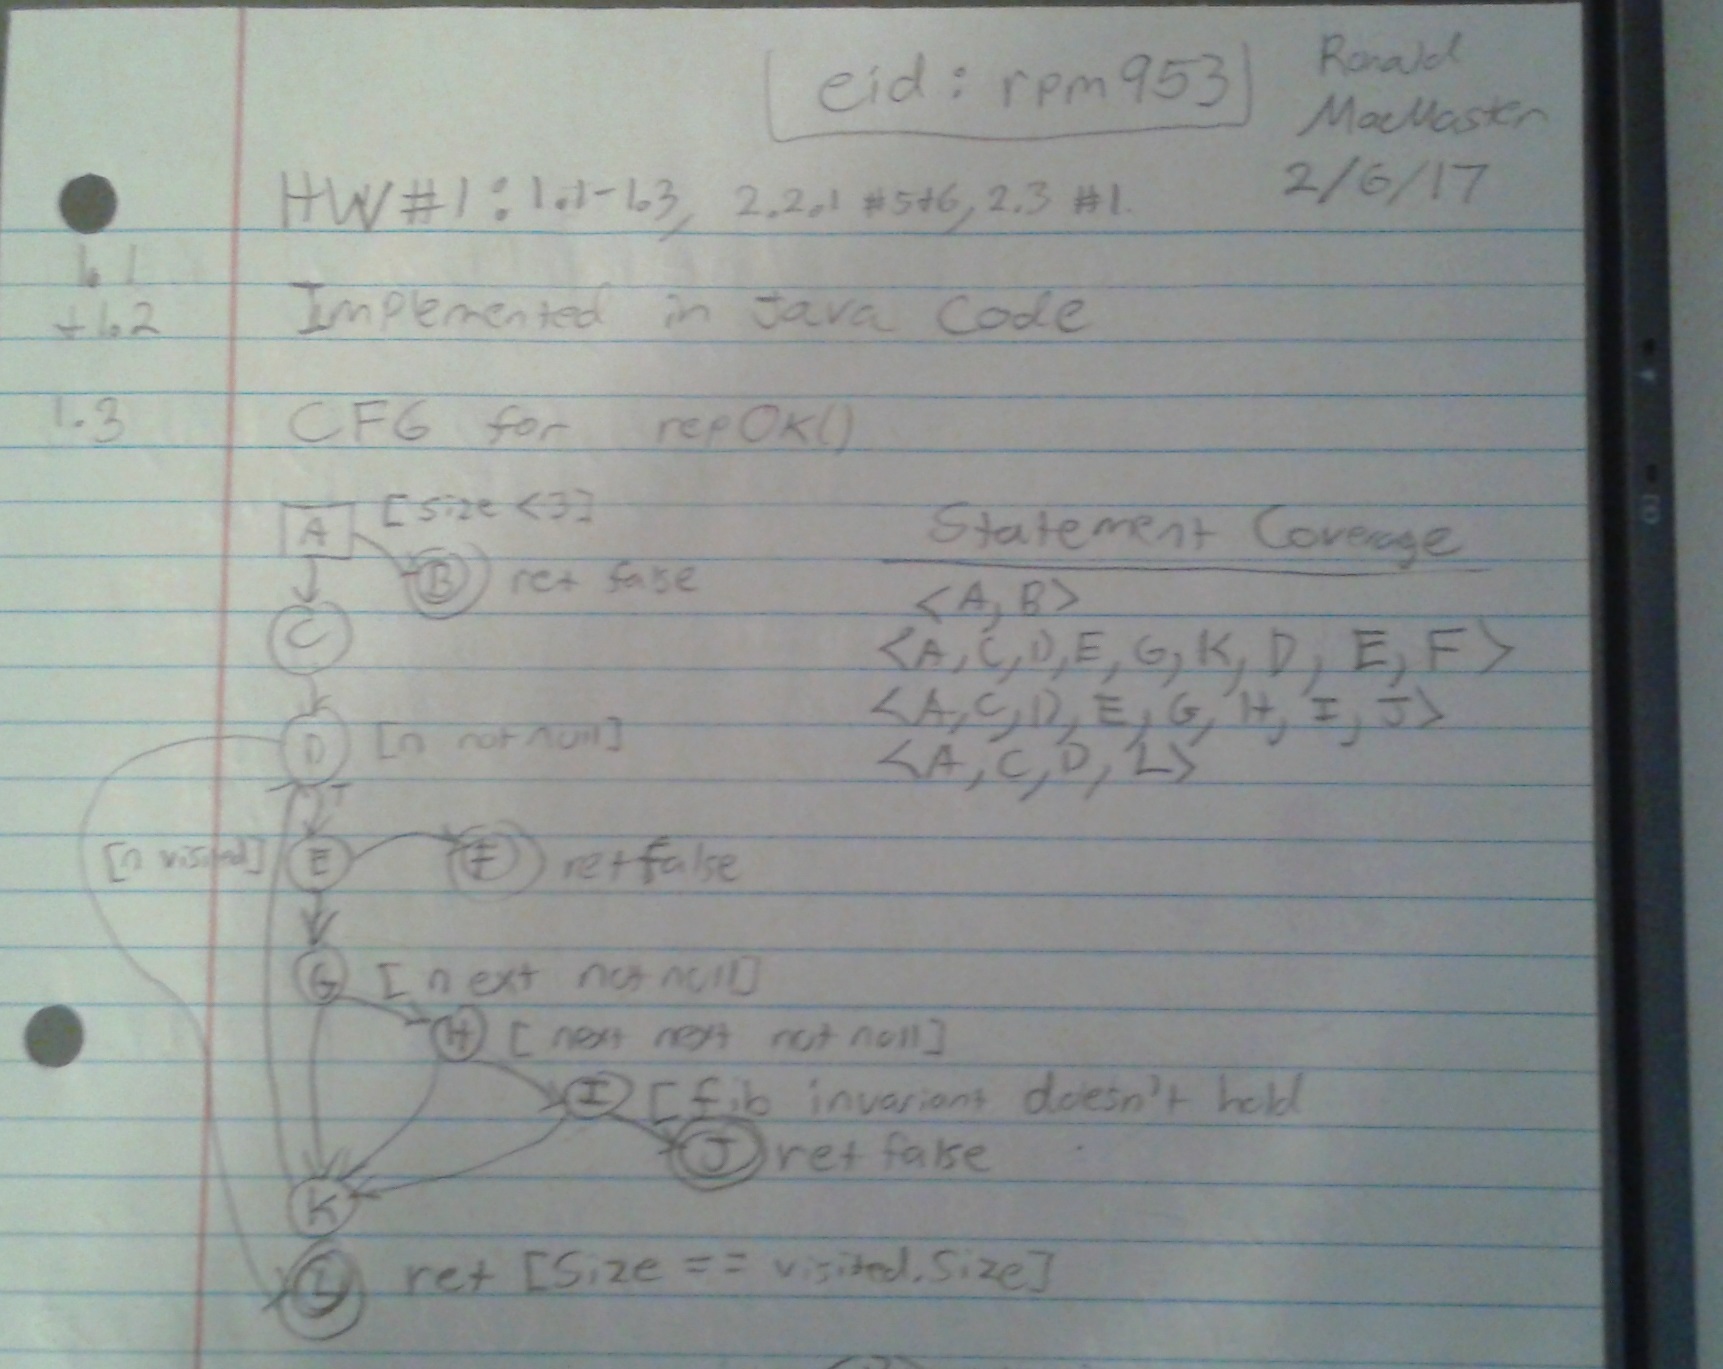 eid: rpm953
Ronald
MacMaster
2/6/17
HW#1: 1.1-1.3, 2.2.1 #5+6, 2.3 #1.
1.1
+1.2
Implemented in Java Code
1.3 CFG for repOk()
A [size <3]
B ret false
C
D [n not null]
[n visited] E F ret false
G [next not null]
H [next next not null]
I [fib invariant doesn't hold
J ret false
K
L ret [Size == visited.Size]
Statement Coverage
<A, B>
<A, C, D, E, G, K, D, E, F>
<A, C, D, E, G, H, I, J>
<A, C, D, L>